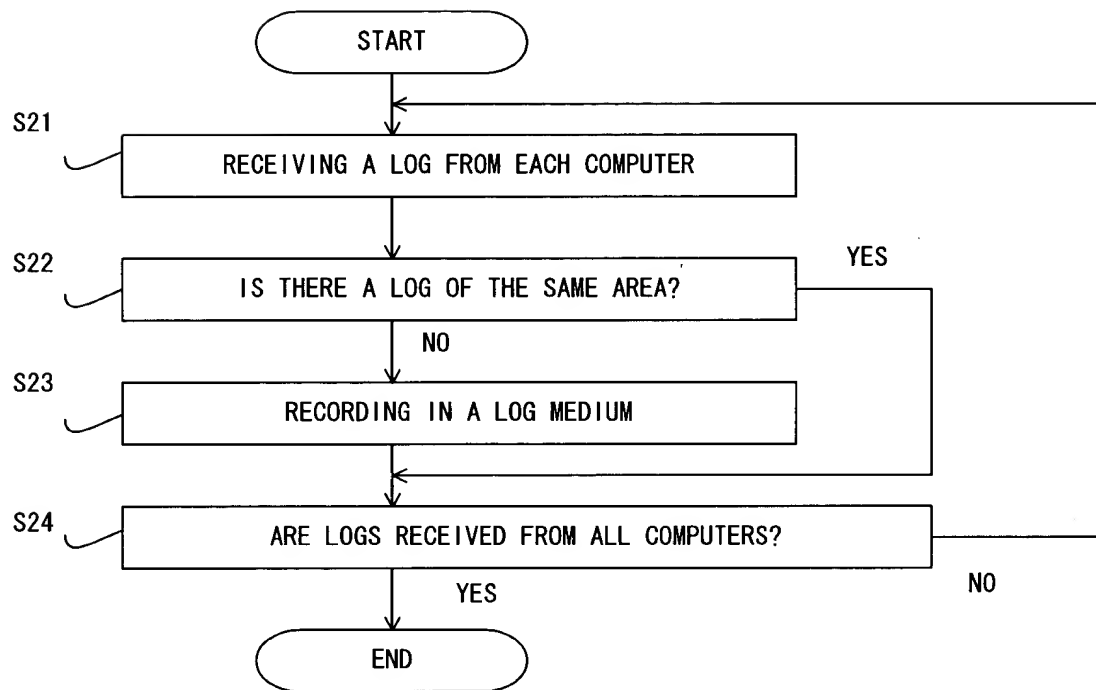 START
S21
RECEIVING A LOG FROM EACH COMPUTER
S22
IS THERE A LOG OF THE SAME AREA?
YES
NO
S23
RECORDING IN A LOG MEDIUM
S24
ARE LOGS RECEIVED FROM ALL COMPUTERS?
YES
NO
END